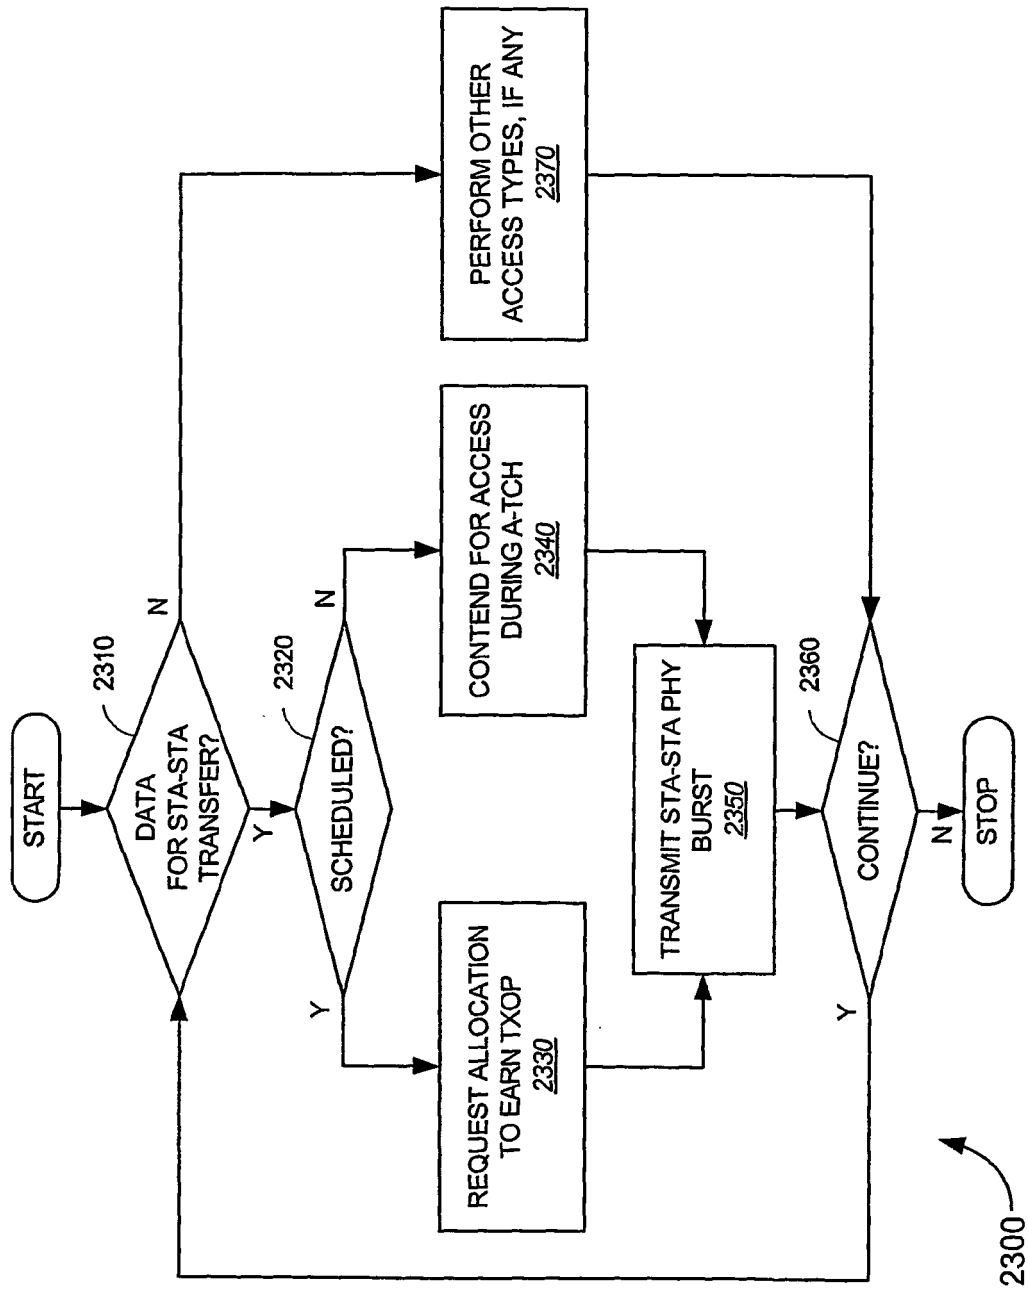 START
2310
DATA
FOR STA-STA
TRANSFER?
N
Y
2320
SCHEDULED?
Y
N
REQUEST ALLOCATION
TO EARN TXOP
2330
CONTEND FOR ACCESS
DURING A-TCH
2340
PERFORM OTHER
ACCESS TYPES, IF ANY
2370
TRANSMIT STA-STA PHY
BURST
2350
2360
CONTINUE?
Y
N
STOP
2300